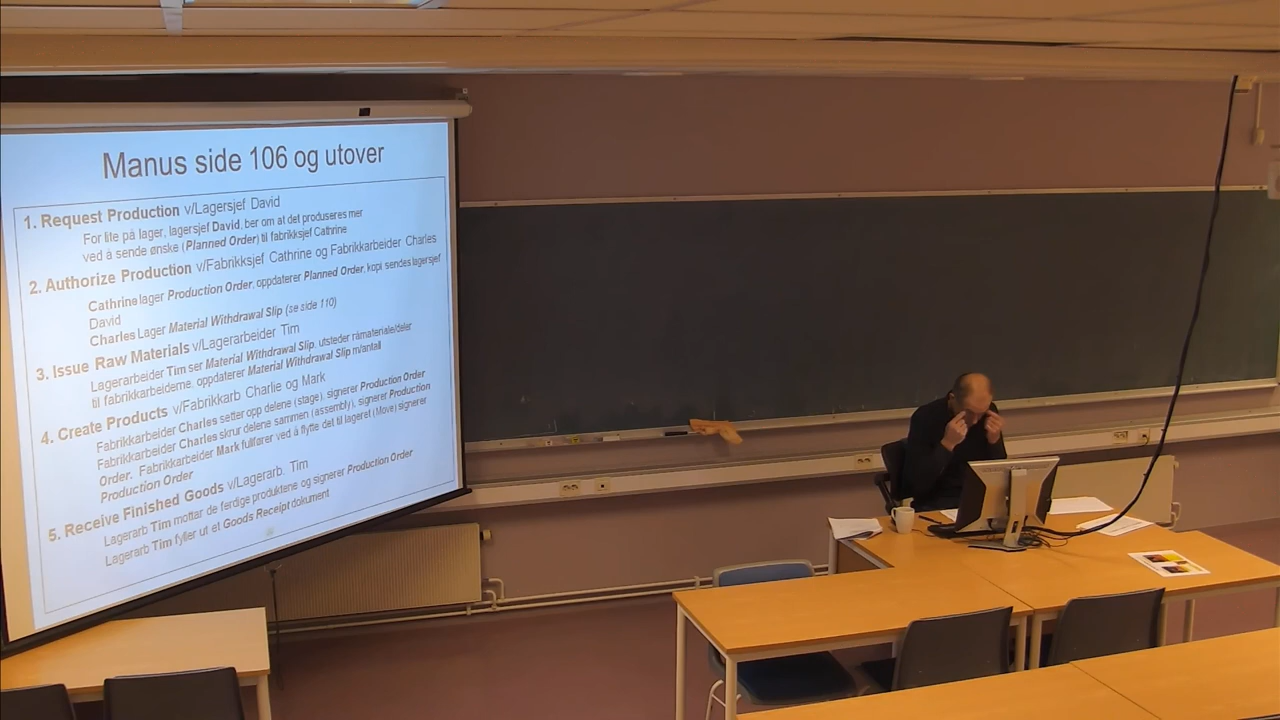 Manus side 106 og utover
1. Request Production v/Lagersjef David
For lite på lager, lagersjef David, ber om at det produseres mer
ved å sende ønske (Planned Order) til fabrikksjef Cathrine
2. Authorize Production v/Fabrikksjef Cathrine og Fabrikkarbeider Charles
Cathrine lager Production Order, oppdaterer Planned Order, kopi sendes lagersjef
David
Charles Lager Material Withdrawal Slip (se side 110)
3. Issue Raw Materials v/Lagerarbeider Tim
Lagerarbeider Tim ser Material Withdrawal Slip, utsteder råmateriale/deler
til fabrikkarbeiderne, oppdaterer Material Withdrawal Slip m/antall
4. Create Products v/Fabrikkarb Charlie og Mark
Fabrikkarbeider Charles setter opp delene (stage), signerer Production Order
Fabrikkarbeider Charles skrur delene sammen (assembly), signerer Production
Order. Fabrikkarbeider Mark fullfører ved å flytte det til lageret (Move) signerer
Production Order
5. Receive Finished Goods v/Lagerarb. Tim
Lagerarb Tim mottar de ferdige produktene og signerer Production Order
Lagerarb Tim fyller ut et Goods Receipt dokument